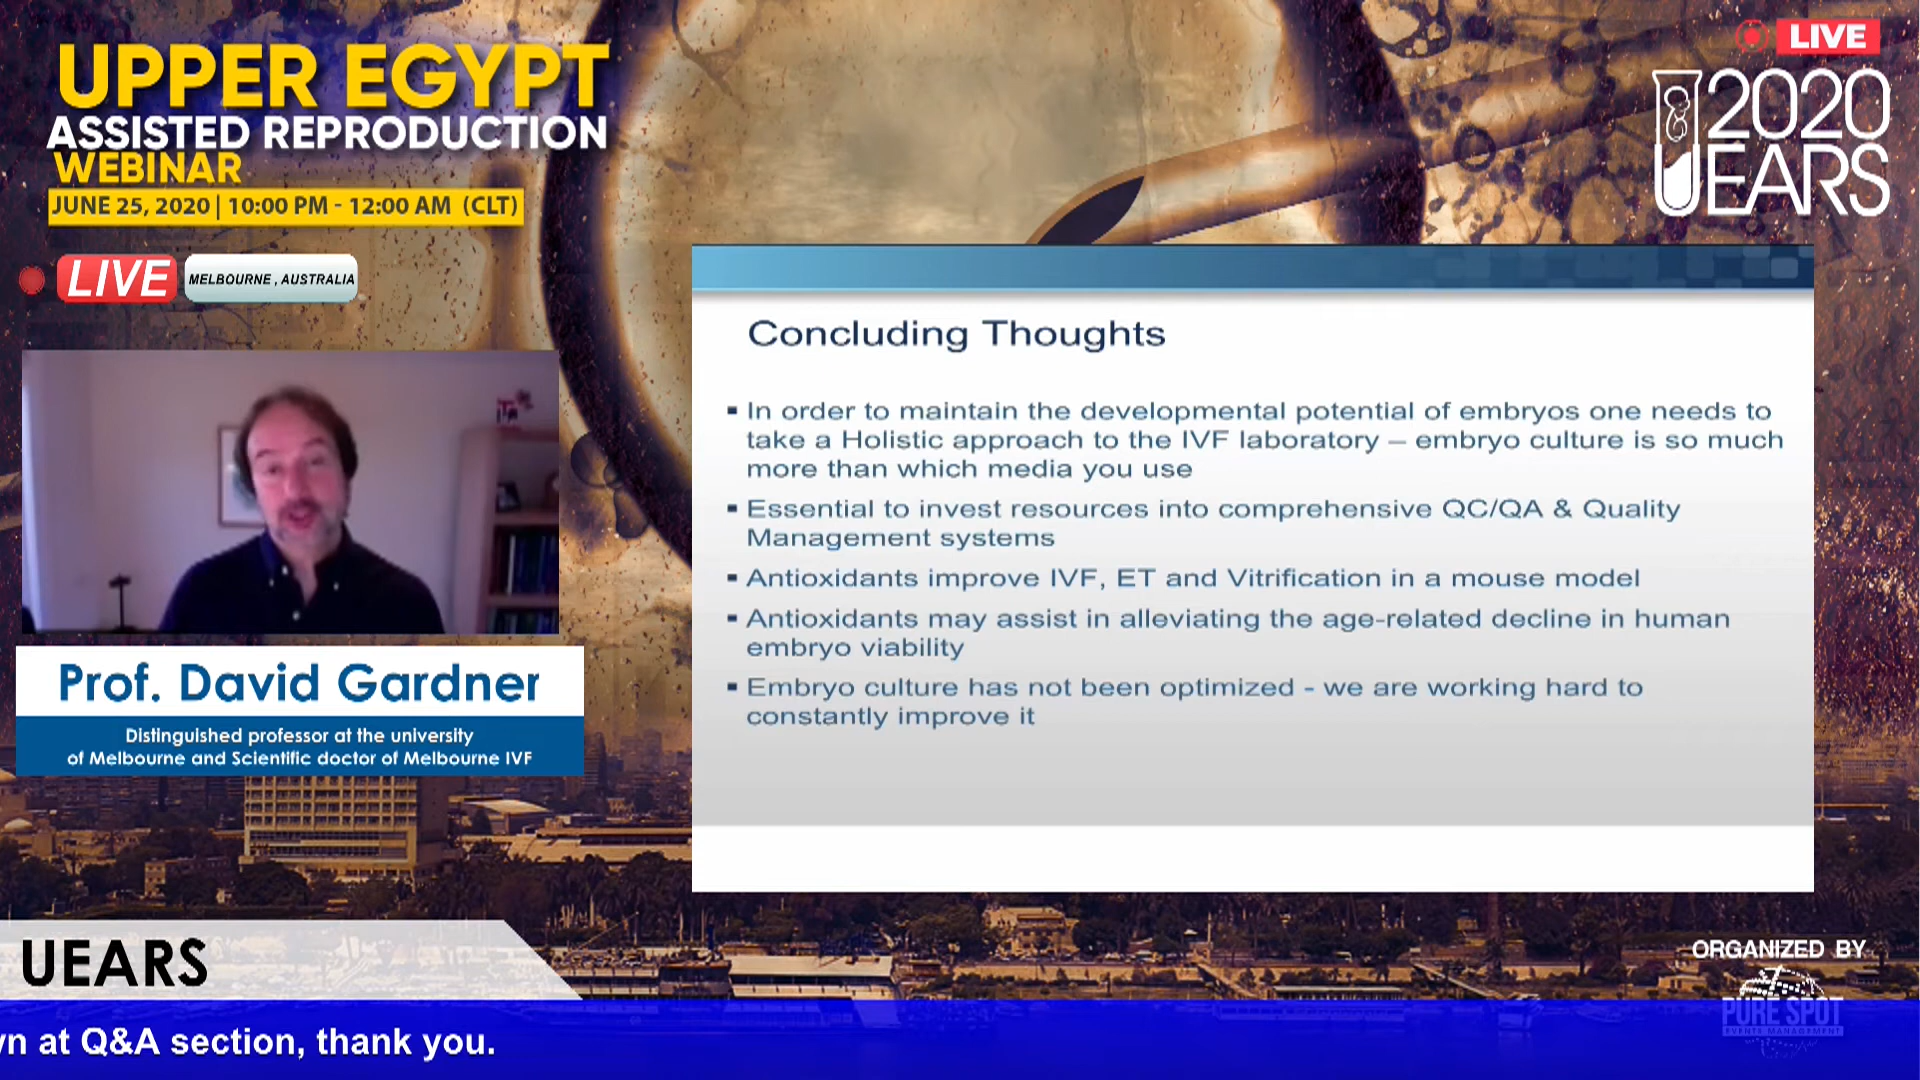 UPPER EGYPT
ASSISTED REPRODUCTION
WEBINAR
JUNE 25, 2020 | 10:00 PM - 12:00 AM (CLT)
LIVE
2020
UEARS
LIVE
MELBOURNE , AUSTRALIA
Prof. David Gardner
Distinguished professor at the university
of Melbourne and Scientific doctor of Melbourne IVF
Concluding Thoughts
▪ In order to maintain the developmental potential of embryos one needs to
take a Holistic approach to the IVF laboratory – embryo culture is so much
more than which media you use
▪ Essential to invest resources into comprehensive QC/QA & Quality
Management systems
▪ Antioxidants improve IVF, ET and Vitrification in a mouse model
▪ Antioxidants may assist in alleviating the age-related decline in human
embryo viability
▪ Embryo culture has not been optimized - we are working hard to
constantly improve it
UEARS
ORGANIZED BY
PURE SPOT
EVENTS MANAGEMENT
at Q&A section, thank you.